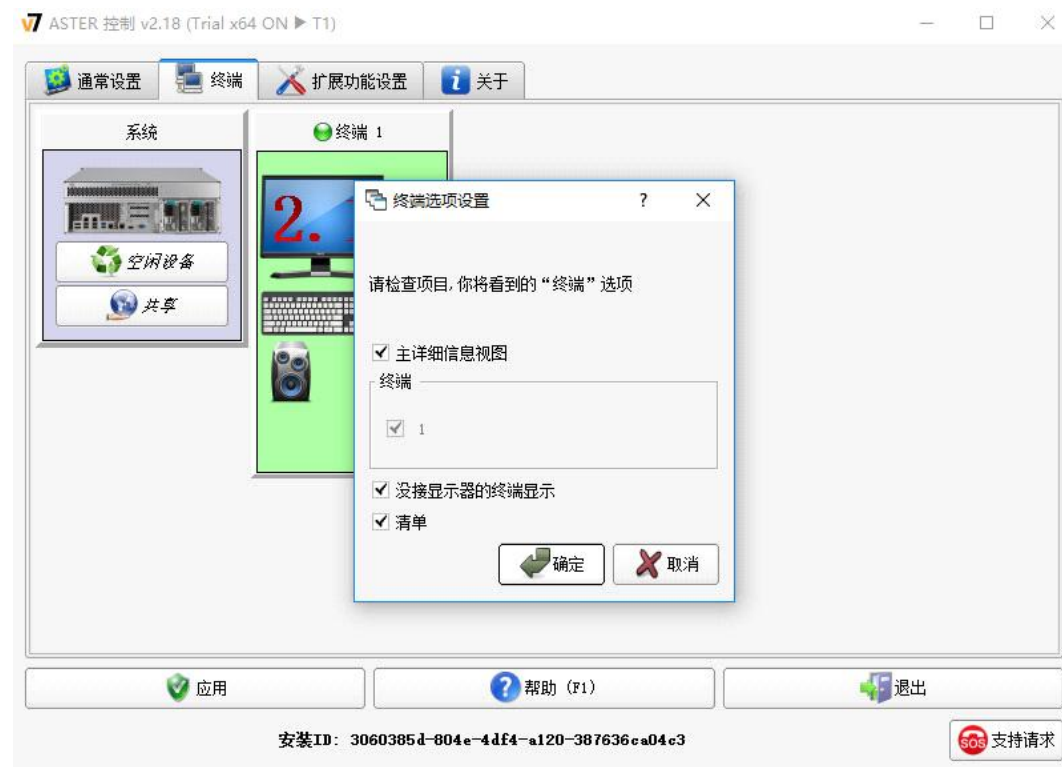 ASTER 控制 v2.18 (Trial x64 ON ▶ T1)
通常设置 终端 扩展功能设置 关于
系统
终端 1
空闲设备
共享
2.
终端选项设置 ?
请检查项目,你将看到的“终端”选项
主详细信息视图
终端
1
没接显示器的终端显示
清单
确定 取消
应用 帮助 (F1) 退出
安装ID: 3060385d-804e-4df4-a120-387636ca04c3
SOS 支持请求